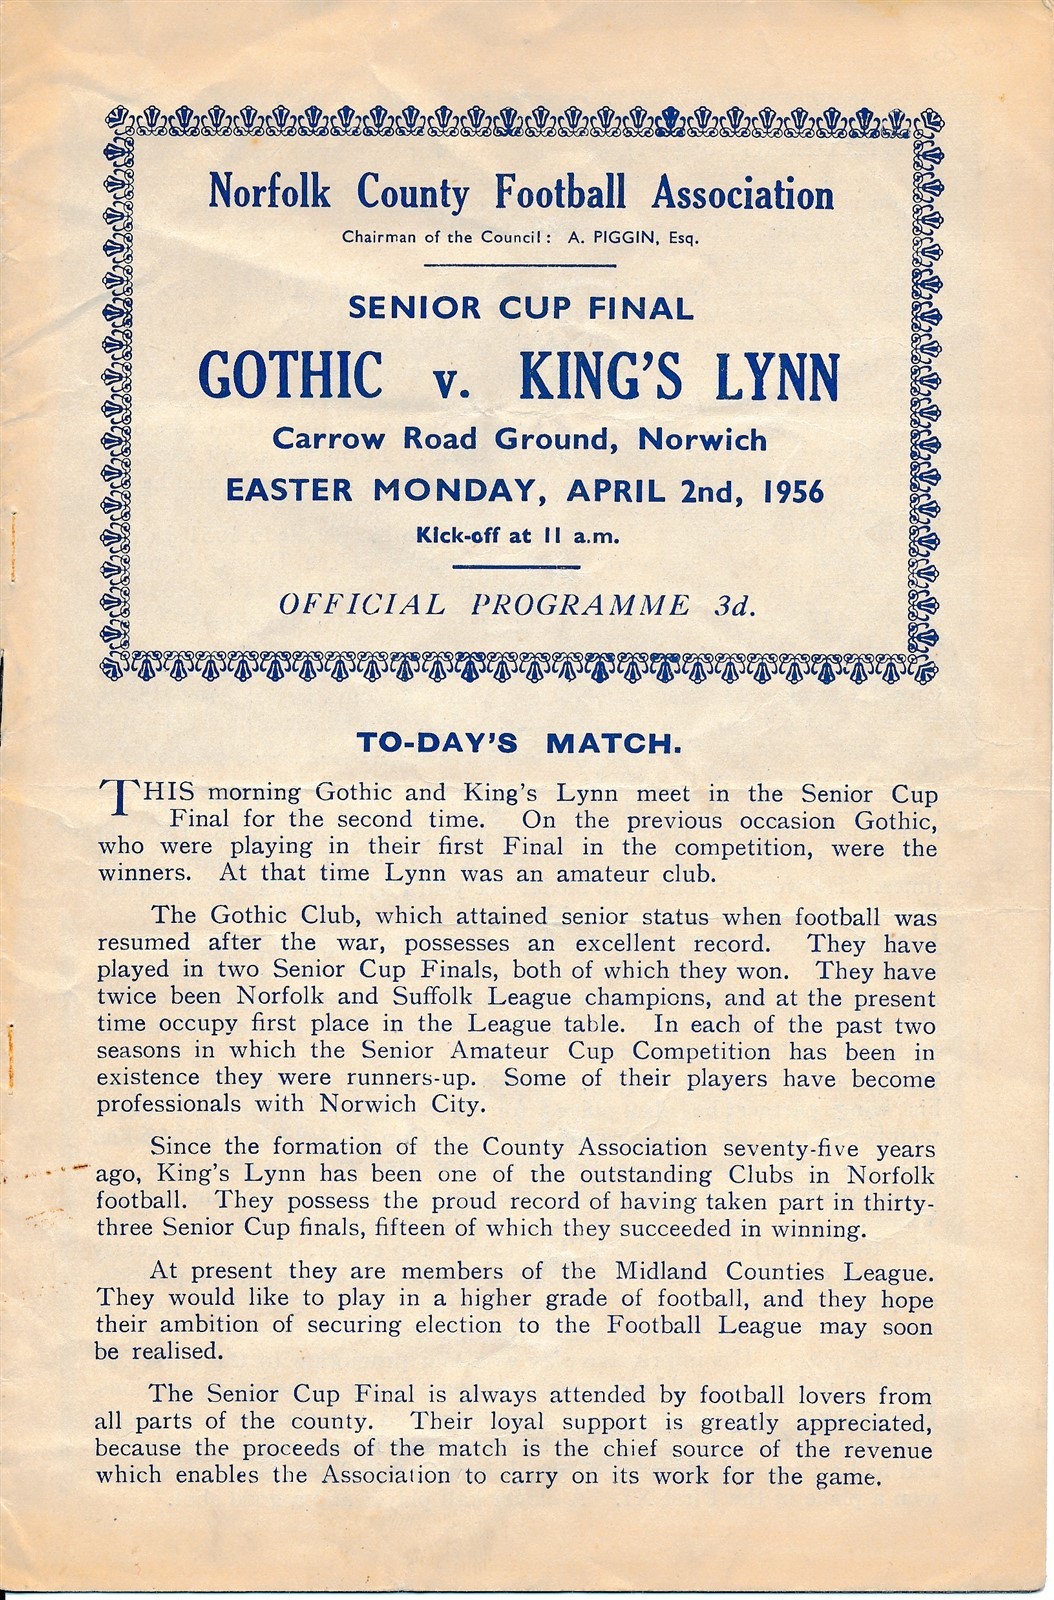 Norfolk County Football Association
Chairman of the Council: A. PIGGIN, Esq.
SENIOR CUP FINAL
GOTHIC v. KING'S LYNN
Carrow Road Ground, Norwich
EASTER MONDAY, APRIL 2nd, 1956
Kick-off at 11 a.m.
OFFICIAL PROGRAMME 3d.
TO-DAY'S MATCH.
THIS morning Gothic and King's Lynn meet in the Senior Cup
Final for the second time. On the previous occasion Gothic,
who were playing in their first Final in the competition, were the
winners. At that time Lynn was an amateur club.
The Gothic Club, which attained senior status when football was
resumed after the war, possesses an excellent record. They have
played in two Senior Cup Finals, both of which they won. They have
twice been Norfolk and Suffolk League champions, and at the present
time occupy first place in the League table. In each of the past two
seasons in which the Senior Amateur Cup Competition has been in
existence they were runners-up. Some of their players have become
professionals with Norwich City.
Since the formation of the County Association seventy-five years
ago, King's Lynn has been one of the outstanding Clubs in Norfolk
football. They possess the proud record of having taken part in thirty-
three Senior Cup finals, fifteen of which they succeeded in winning.
At present they are members of the Midland Counties League.
They would like to play in a higher grade of football, and they hope
their ambition of securing election to the Football League may soon
be realised.
The Senior Cup Final is always attended by football lovers from
all parts of the county. Their loyal support is greatly appreciated,
because the proceeds of the match is the chief source of the revenue
which enables the Association to carry on its work for the game.